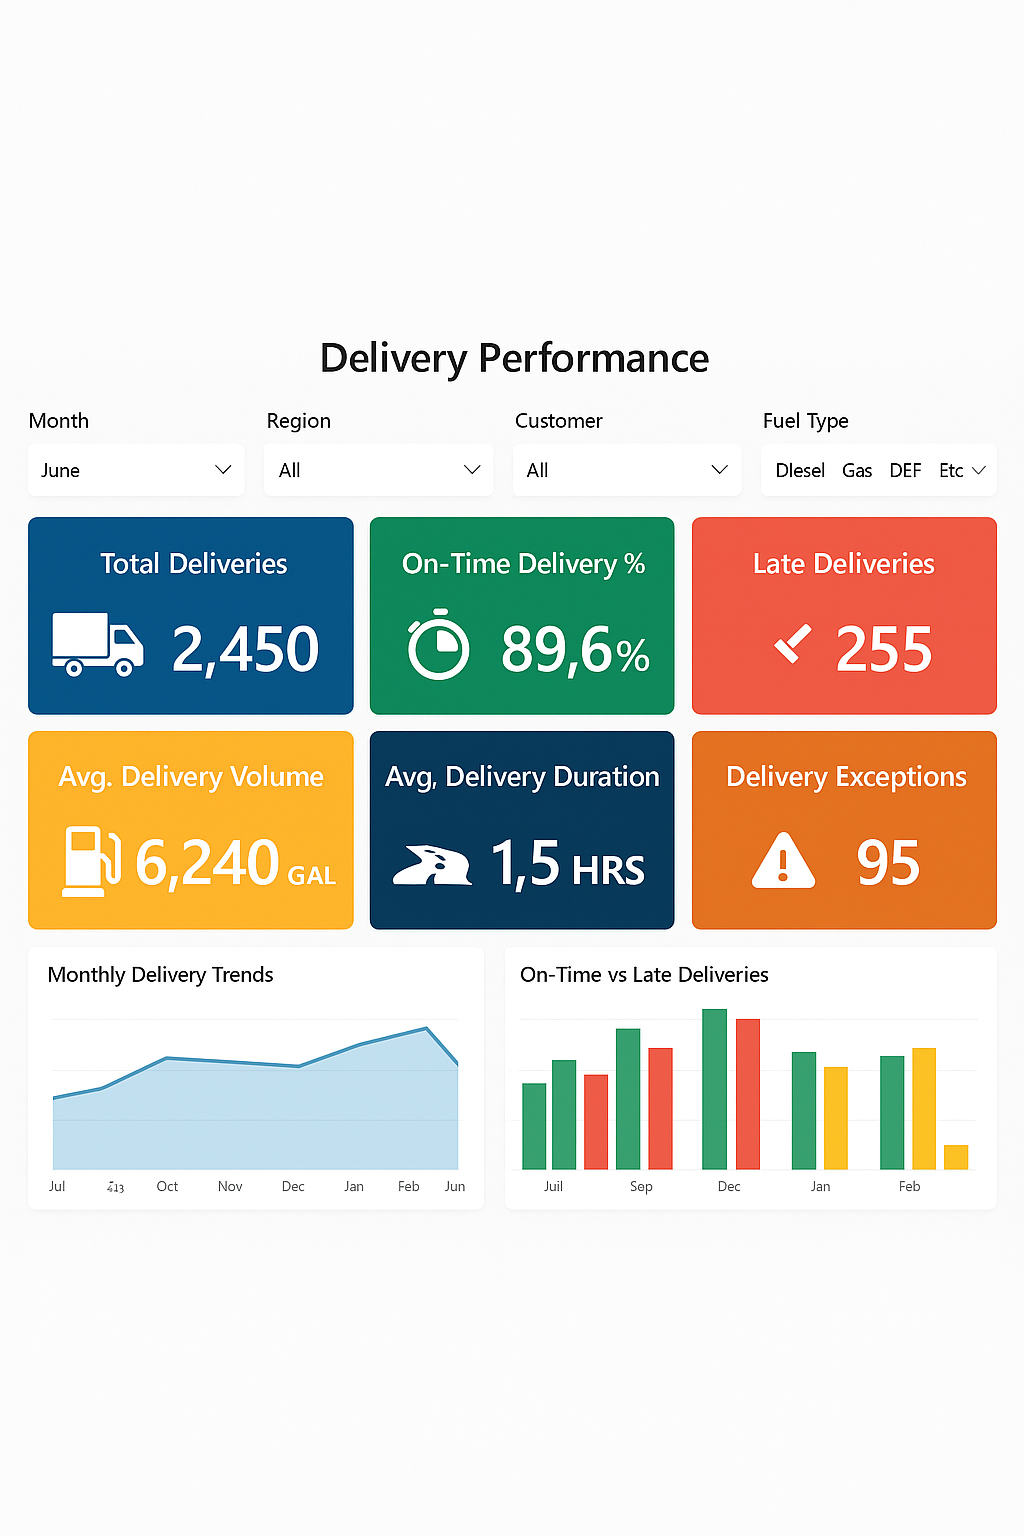 Delivery Performance
Month Region Customer Fuel Type
June All All DIesel Gas DEF Etc
Total Deliveries
2,450
On-Time Delivery %
89,6%
Late Deliveries
255
Avg. Delivery Volume
6,240 GAL
Avg, Delivery Duration
1,5 HRS
Delivery Exceptions
95
Monthly Delivery Trends
Jul Oct Nov Dec Jan Feb Jun
On-Time vs Late Deliveries
Juil Sep Dec Jan Feb